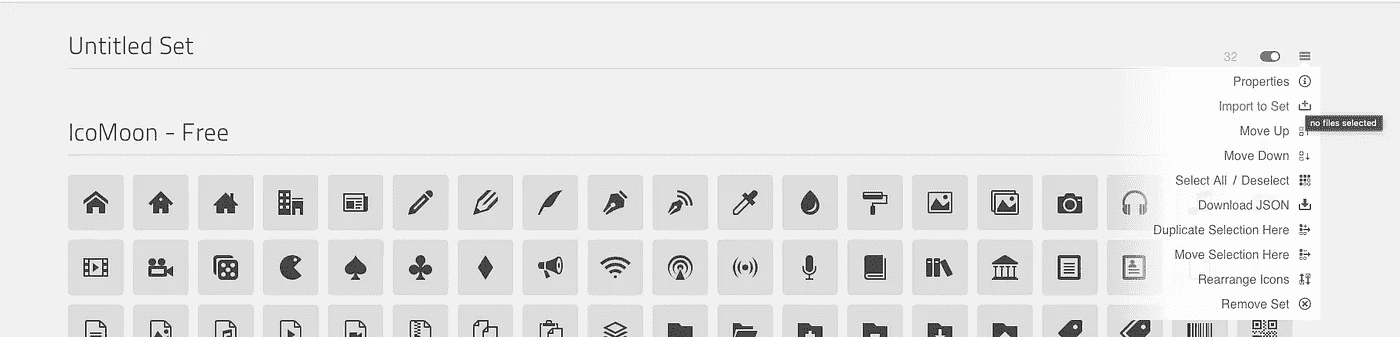 Untitled Set
32
Properties
Import to Set
no files selected
Move Up
Move Down
IcoMoon - Free
Select All / Deselect
Download JSON
Duplicate Selection Here
Move Selection Here
Rearrange Icons
Remove Set